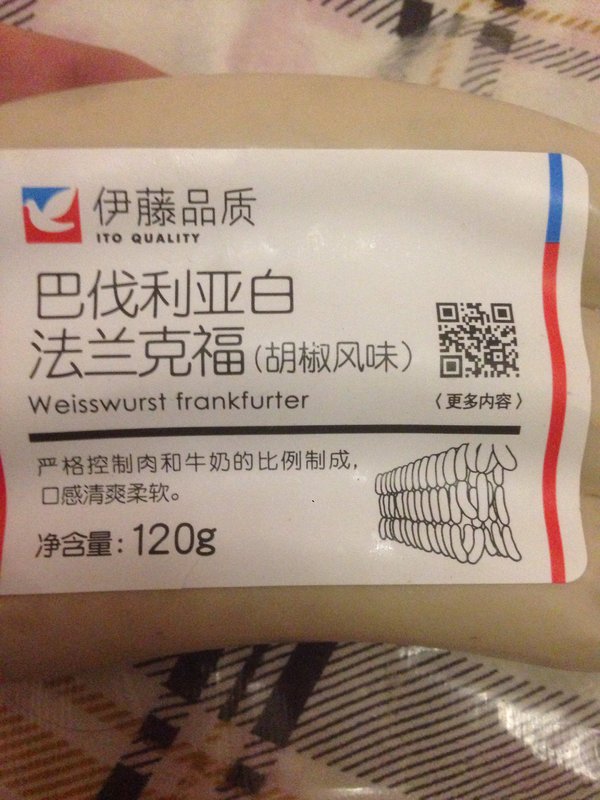 伊藤品质
ITO QUALITY
巴伐利亚白
法兰克福(胡椒风味)
Weisswurst frankfurter
〈更多内容〉
严格控制肉和牛奶的比例制成，
口感清爽柔软。
净含量：120g